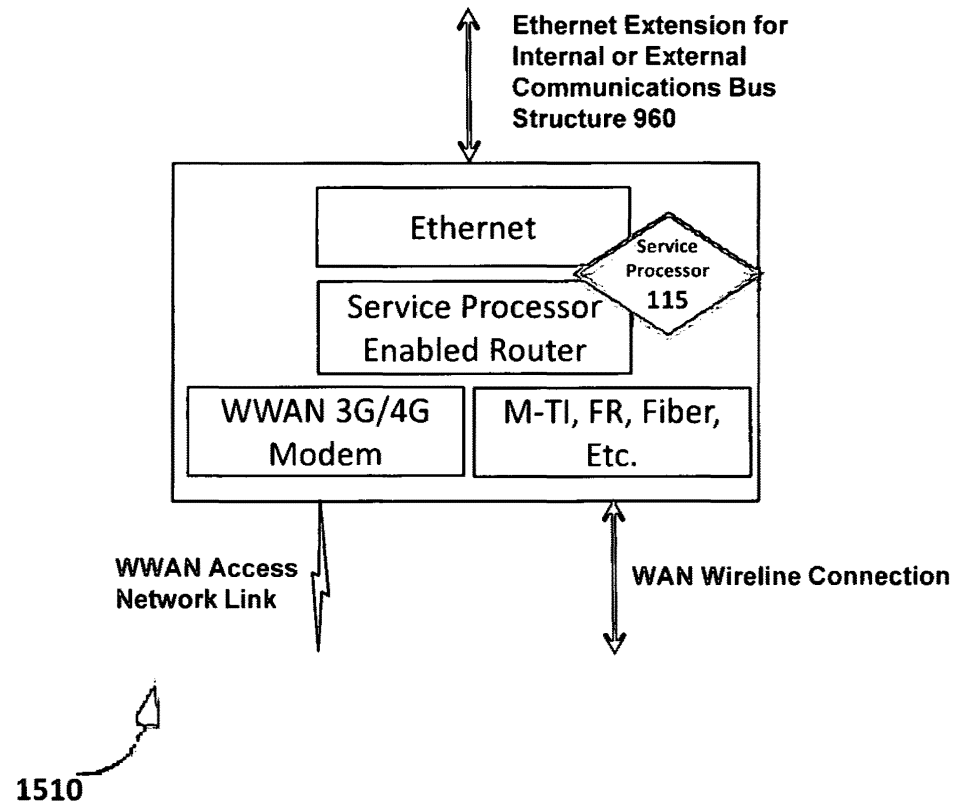 Ethernet Extension for
Internal or External
Communications Bus
Structure 960
Ethernet
Service
Processor
115
Service Processor
Enabled Router
WWAN 3G/4G
Modem
M-TI, FR, Fiber,
Etc.
WWAN Access
Network Link
WAN Wireline Connection
1510